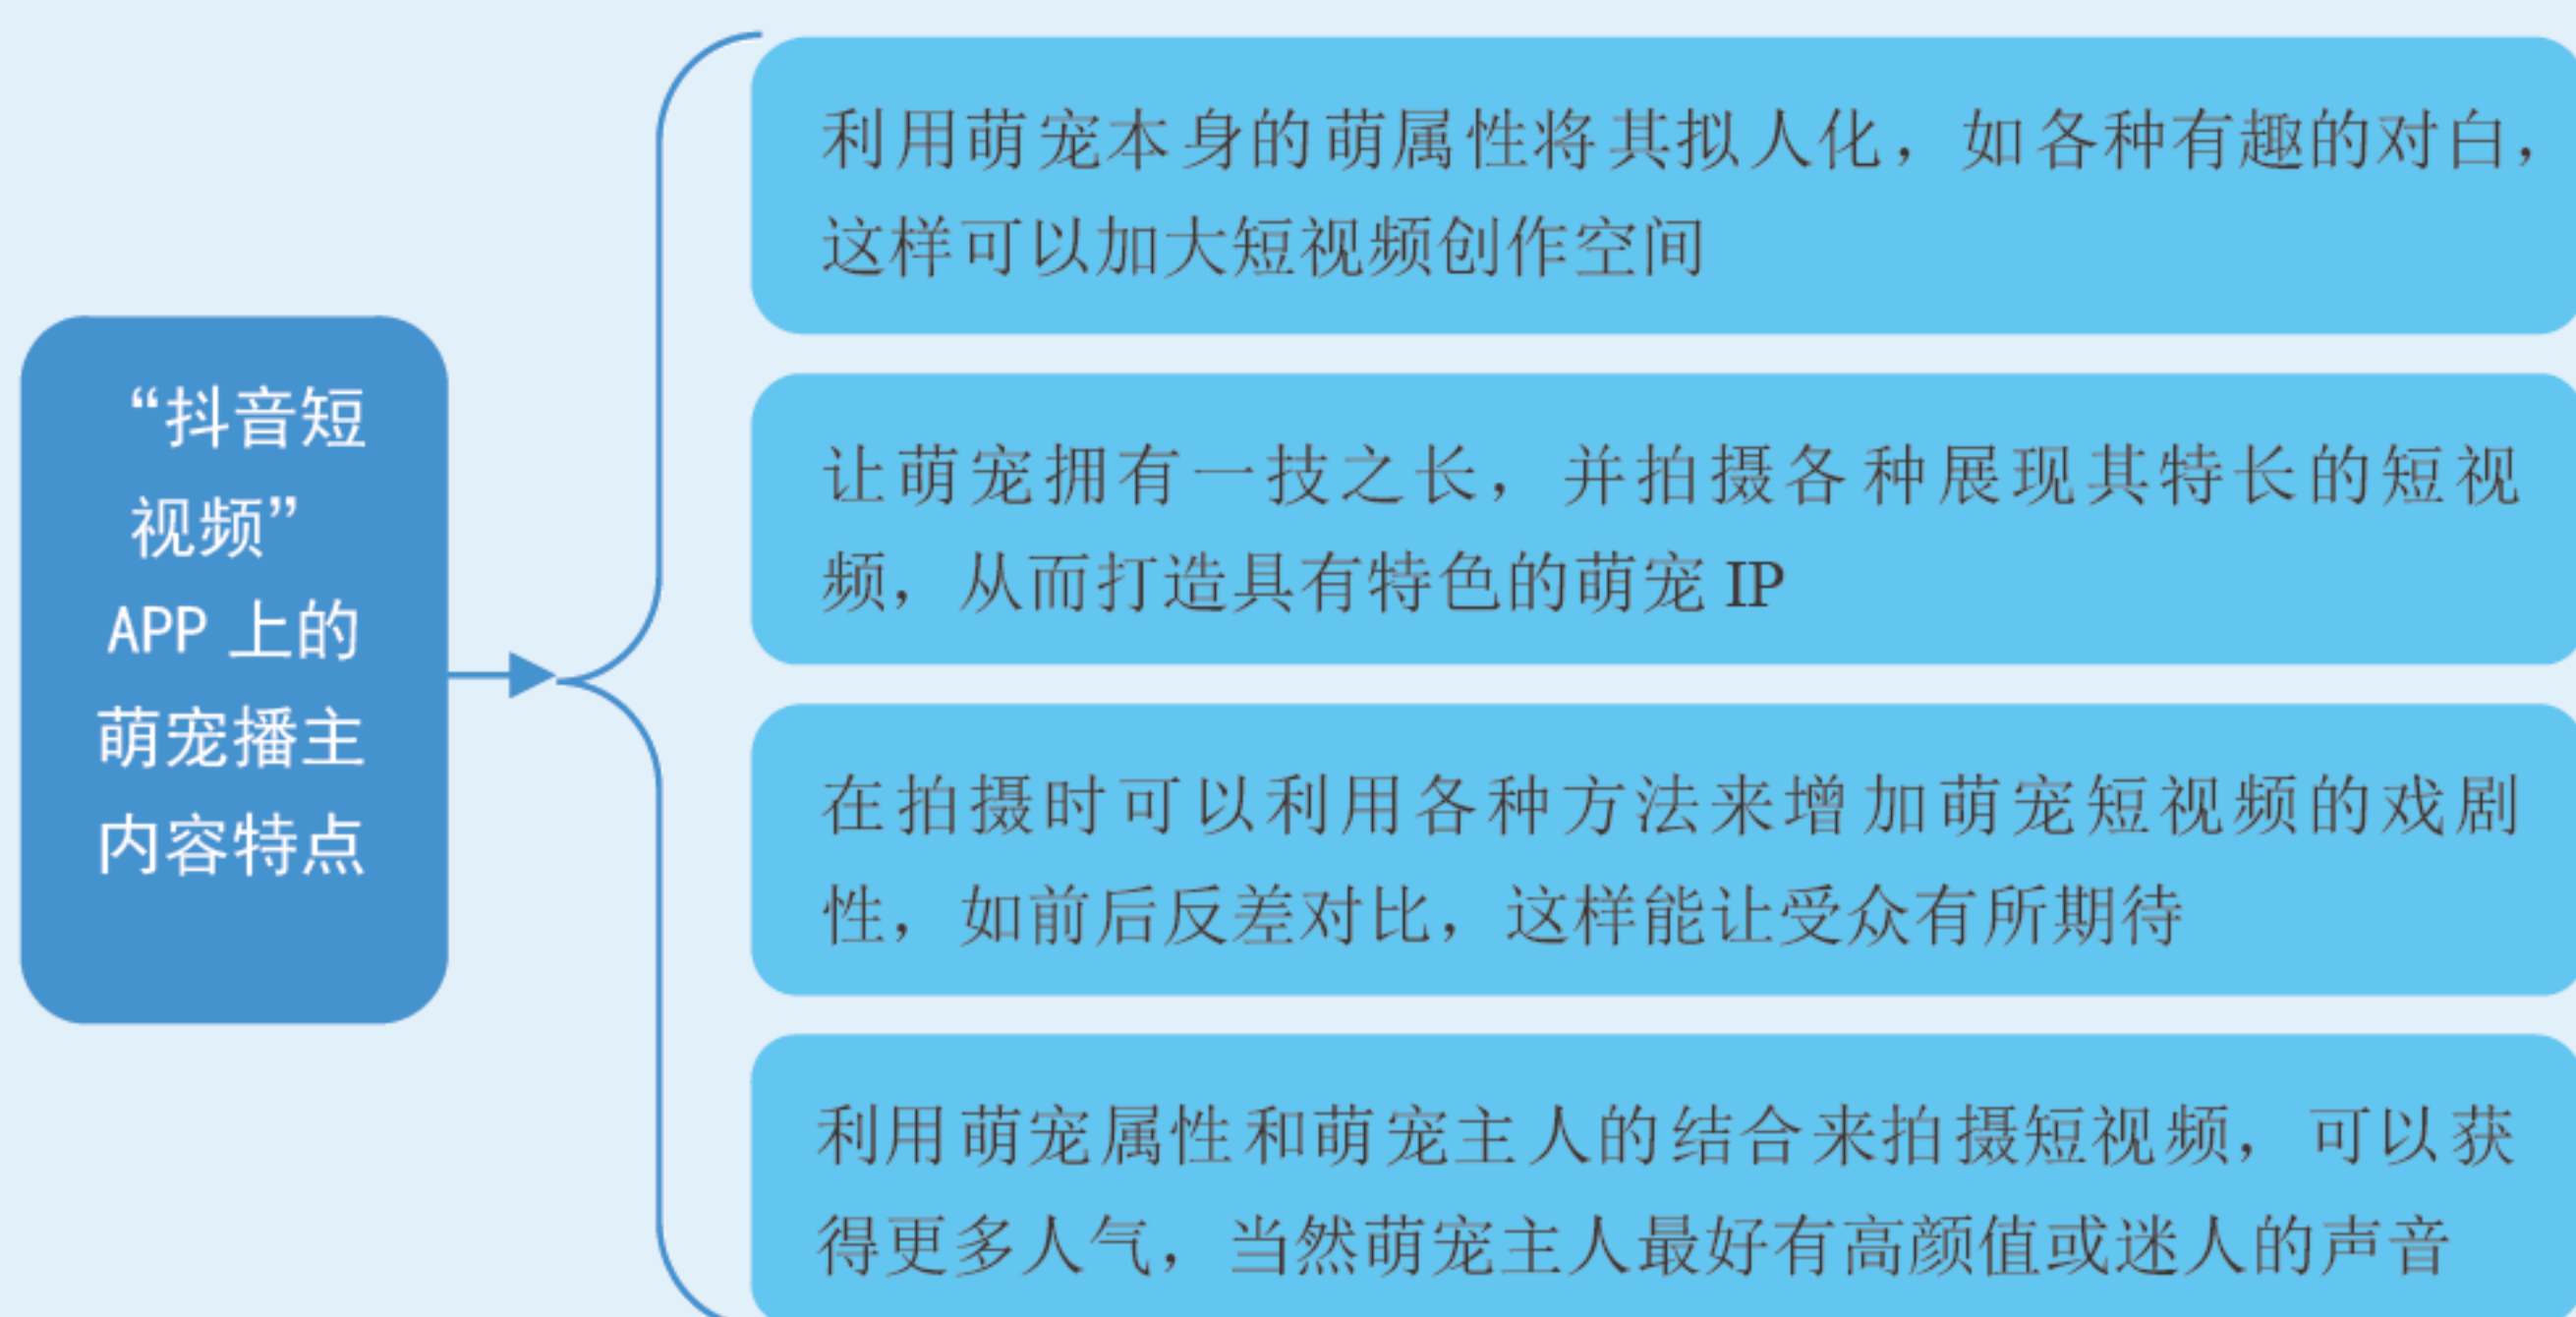 “抖音短
视频”
APP 上的
萌宠播主
内容特点
利用萌宠本身的萌属性将其拟人化，如各种有趣的对白，
这样可以加大短视频创作空间
让萌宠拥有一技之长，并拍摄各种展现其特长的短视
频，从而打造具有特色的萌宠 IP
在拍摄时可以利用各种方法来增加萌宠短视频的戏剧
性，如前后反差对比，这样能让受众有所期待
利用萌宠属性和萌宠主人的结合来拍摄短视频，可以获
得更多人气，当然萌宠主人最好有高颜值或迷人的声音